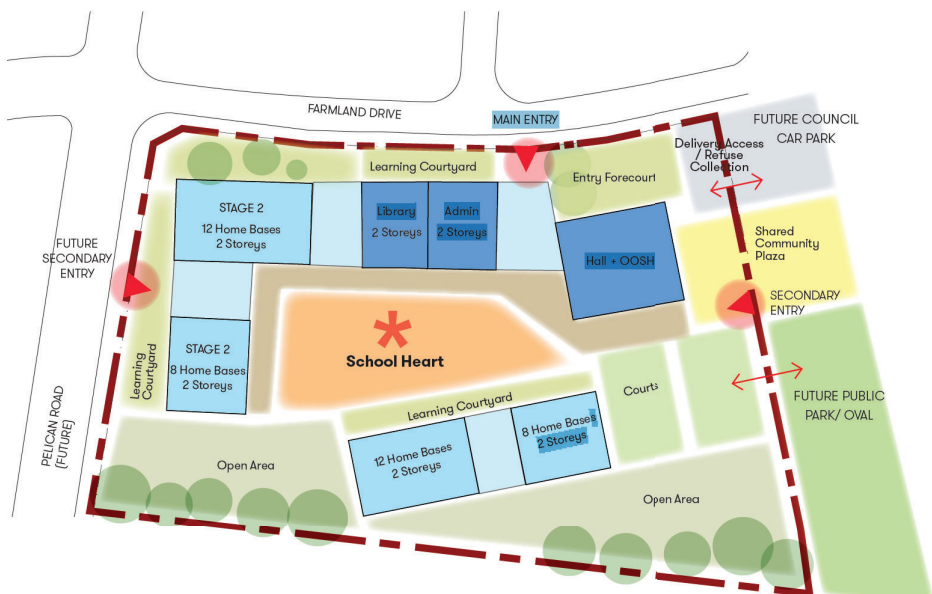 FARMLAND DRIVE
MAIN ENTRY
FUTURE COUNCIL
CAR PARK
Delivery Access
/ Refuse
Collection
Learning Courtyard
Entry Forecourt
STAGE 2
12 Home Bases
2 Storeys
Library
2 Storeys
Admin
2 Storeys
Hall + OOSH
Shared
Community
Plaza
FUTURE
SECONDARY
ENTRY
SECONDARY
ENTRY
STAGE 2
8 Home Bases
2 Storeys
Learning
Courtyard
School Heart
Learning Courtyard
Courts
FUTURE PUBLIC
PARK/ OVAL
PELICAN ROAD
(FUTURE)
12 Home Bases
2 Storeys
8 Home Bases
2 Storeys
Open Area
Open Area